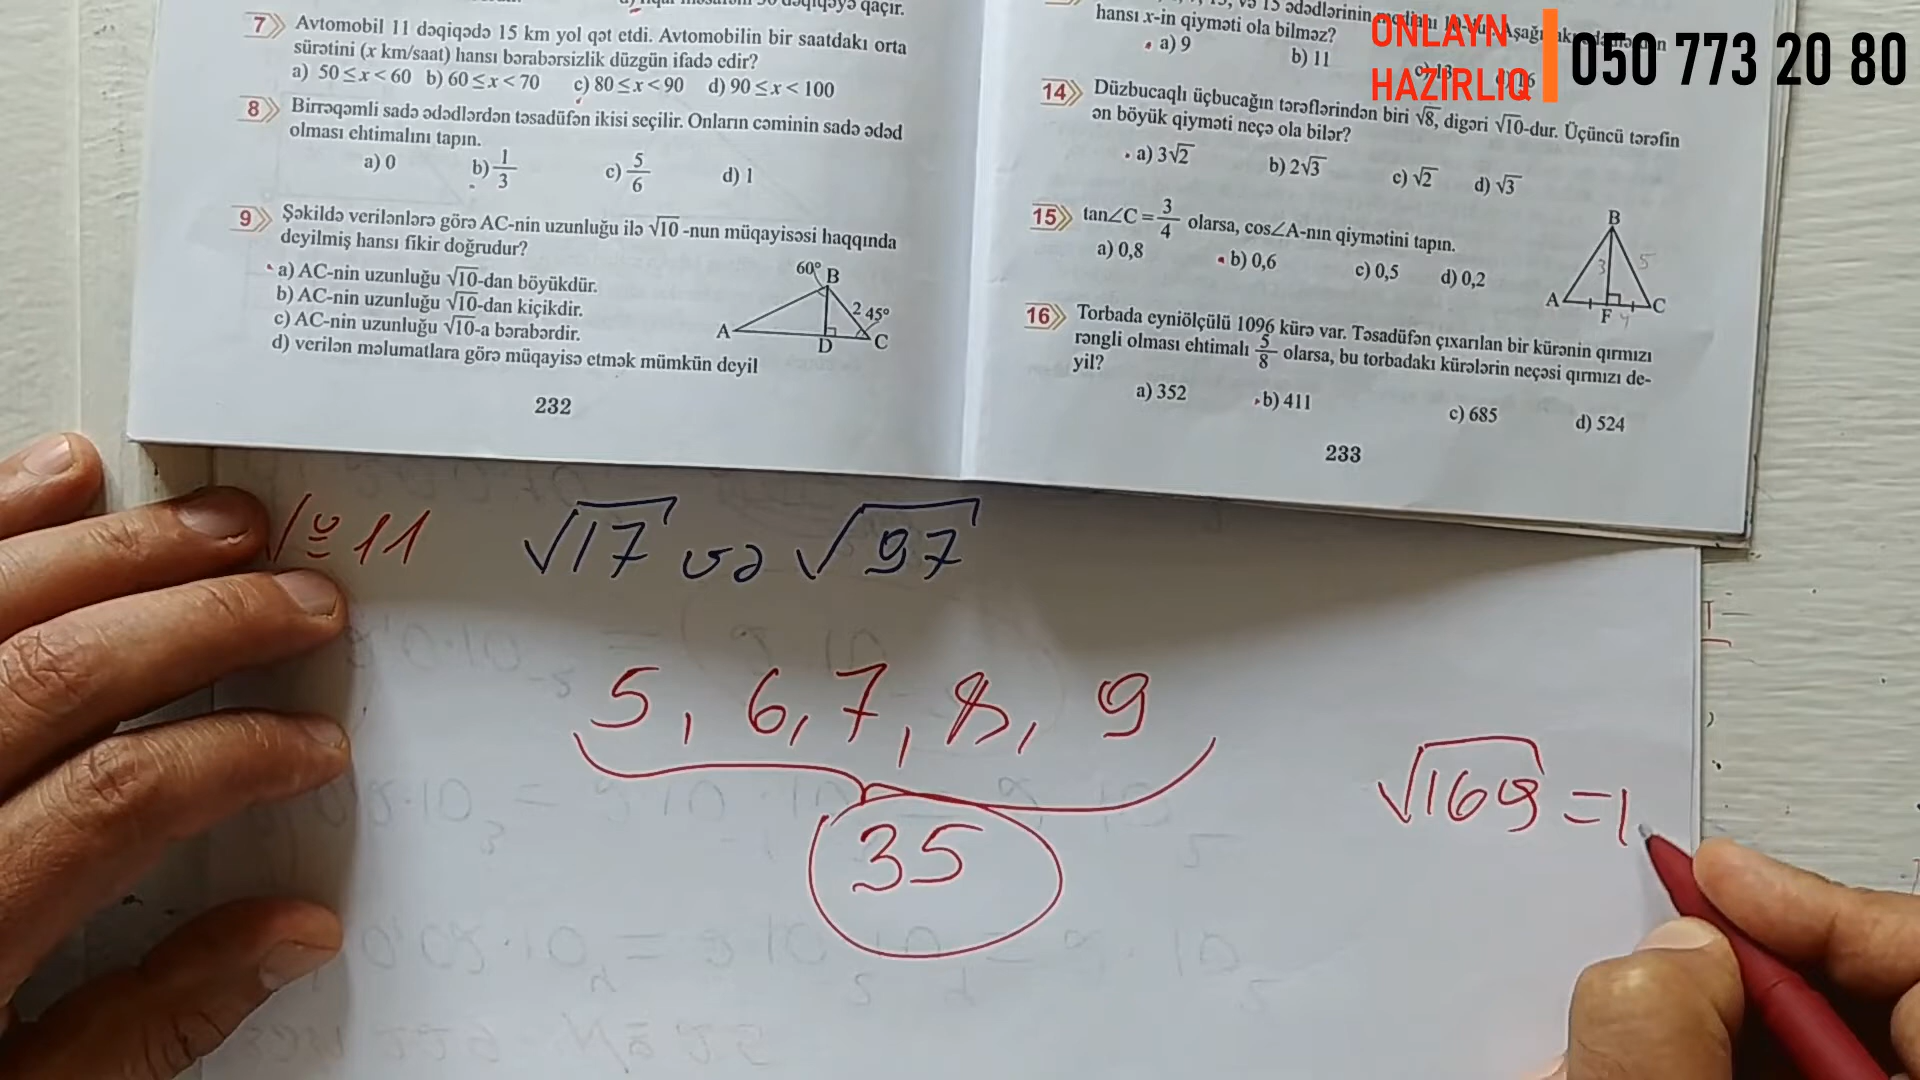 7 Avtomobil 11 dəqiqədə 15 km yol qət etdi. Avtomobilin bir saatdakı orta
sürətini (x km/saat) hansı bərabərsizlik düzgün ifadə edir?
a) 50 ≤ x < 60 b) 60 ≤ x < 70 c) 80 ≤ x < 90 d) 90 ≤ x < 100
8 Birrəqəmli sadə ədədlərdən təsadüfən ikisi seçilir. Onların cəminin sadə ədəd
olması ehtimalını tapın.
a) 0 b) 1/3 c) 5/6 d) 1
9 Şəkildə verilənlərə görə AC-nin uzunluğu ilə √10 -nun müqayisəsi haqqında
deyilmiş hansı fikir doğrudur?
a) AC-nin uzunluğu √10-dan böyükdür.
b) AC-nin uzunluğu √10-dan kiçikdir.
c) AC-nin uzunluğu √10-a bərabərdir.
d) verilən məlumatlara görə müqayisə etmək mümkün deyil
60° B
2 45°
A D C
232
və 15 ədədlərinin
hansı x-in qiyməti ola bilməz?
a) 9 b) 11
14 Düzbucaqlı üçbucağın tərəflərindən biri √8, digəri √10-dur. Üçüncü tərəfin
ən böyük qiyməti neçə ola bilər?
a) 3√2 b) 2√3 c) √2 d) √3
15 tan∠C = 3/4 olarsa, cos∠A-nın qiymətini tapın.
a) 0,8 b) 0,6 c) 0,5 d) 0,2
B
3 5
A F 4 C
16 Torbada eyniölçülü 1096 kürə var. Təsadüfən çıxarılan bir kürənin qırmızı
rəngli olması ehtimalı 5/8 olarsa, bu torbadakı kürələrin neçəsi qırmızı de-
yil?
a) 352 b) 411 c) 685 d) 524
233
ONLAYN
HAZIRLIQ
050 773 20 80
№ 11 √17 və √97
5, 6, 7, 8, 9
35
√169 = 1